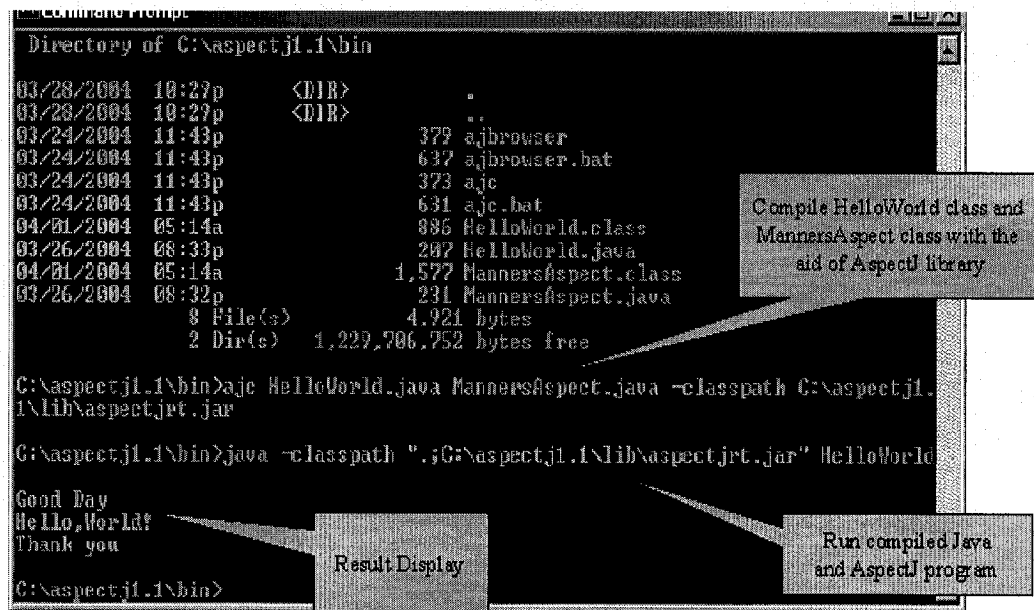 Command Prompt
Directory of C:\aspectj1.1\bin
03/28/2004 10:29p <DIR> .
03/28/2004 10:29p <DIR> ..
03/24/2004 11:43p 379 ajbrowser
03/24/2004 11:43p 637 ajbrowser.bat
03/24/2004 11:43p 373 ajc
03/24/2004 11:43p 631 ajc.bat
04/01/2004 05:14a 886 HelloWorld.class
03/26/2004 08:33p 207 HelloWorld.java
04/01/2004 05:14a 1,577 MannersAspect.class
03/26/2004 08:32p 231 MannersAspect.java
8 File(s) 4,921 bytes
2 Dir(s) 1,229,706,752 bytes free
Compile HelloWorld class and
MannersAspect class with the
aid of AspectJ library
C:\aspectj1.1\bin>ajc HelloWorld.java MannersAspect.java -classpath C:\aspectj1.
1\lib\aspectjrt.jar
C:\aspectj1.1\bin>java -classpath ".;C:\aspectj1.1\lib\aspectjrt.jar" HelloWorld
Good Day
Hello,World!
Thank you
Result Display
Run compiled Java
and AspectJ program
C:\aspectj1.1\bin>